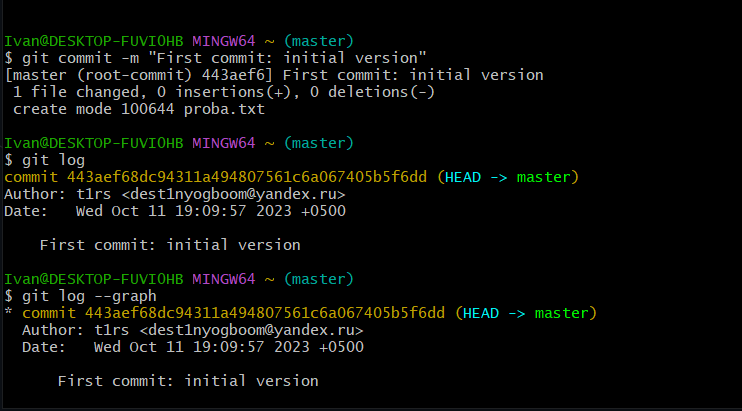 Ivan@DESKTOP-FUVIOHB MINGW64 ~ (master)
$ git commit -m "First commit: initial version"
[master (root-commit) 443aef6] First commit: initial version
 1 file changed, 0 insertions(+), 0 deletions(-)
 create mode 100644 proba.txt

Ivan@DESKTOP-FUVIOHB MINGW64 ~ (master)
$ git log
commit 443aef68dc94311a494807561c6a067405b5f6dd (HEAD -> master)
Author: t1rs <dest1nyogboom@yandex.ru>
Date:   Wed Oct 11 19:09:57 2023 +0500

    First commit: initial version

Ivan@DESKTOP-FUVIOHB MINGW64 ~ (master)
$ git log --graph
* commit 443aef68dc94311a494807561c6a067405b5f6dd (HEAD -> master)
  Author: t1rs <dest1nyogboom@yandex.ru>
  Date:   Wed Oct 11 19:09:57 2023 +0500

      First commit: initial version